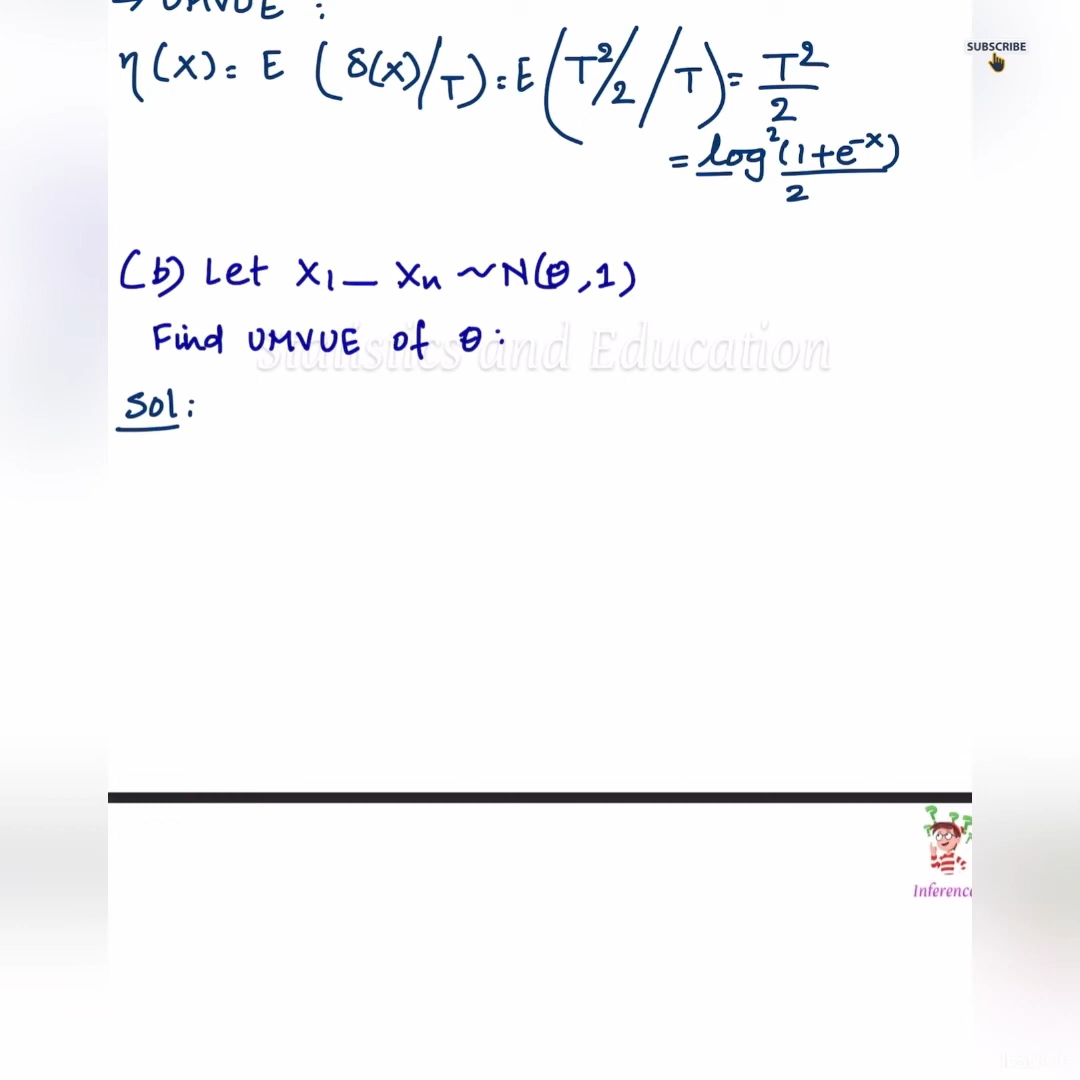 → UMVUE :
η(x) = E (δ(x)/T) = E(T²/2 / T) = T²/2
SUBSCRIBE
= log²(1+e⁻ˣ)/2
(b) Let x₁ — xₙ ~N(θ,1)
Find UMVUE of θ:
Statistics and Education
Sol:
Inference